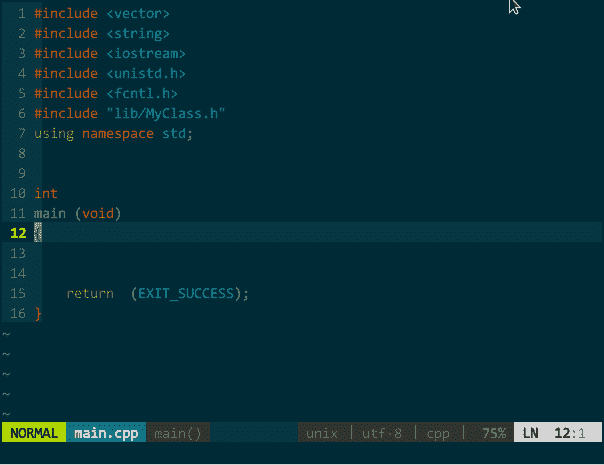 1 #include <vector>
2 #include <string>
3 #include <iostream>
4 #include <unistd.h>
5 #include <fcntl.h>
6 #include "lib/MyClass.h"
7 using namespace std;
8
9
10 int
11 main (void)
12 {
13
14
15     return  (EXIT_SUCCESS);
16 }
~
~
~
~
~
NORMAL main.cpp main() unix | utf-8 | cpp | 75% LN 12:1